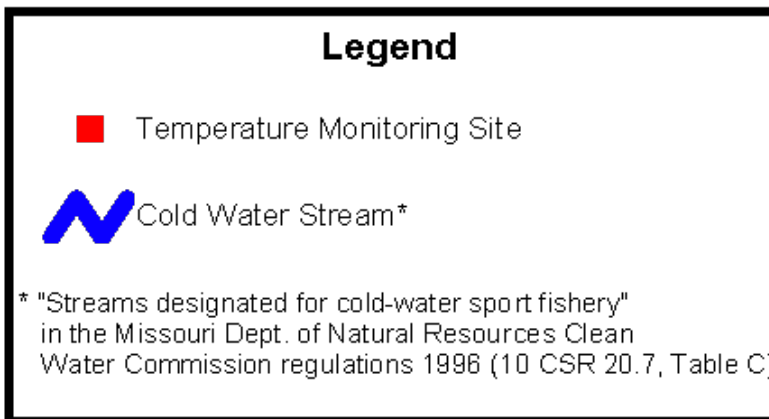 Legend
Temperature Monitoring Site
Cold Water Stream*
* "Streams designated for cold-water sport fishery"
in the Missouri Dept. of Natural Resources Clean
Water Commission regulations 1996 (10 CSR 20.7, Table C)